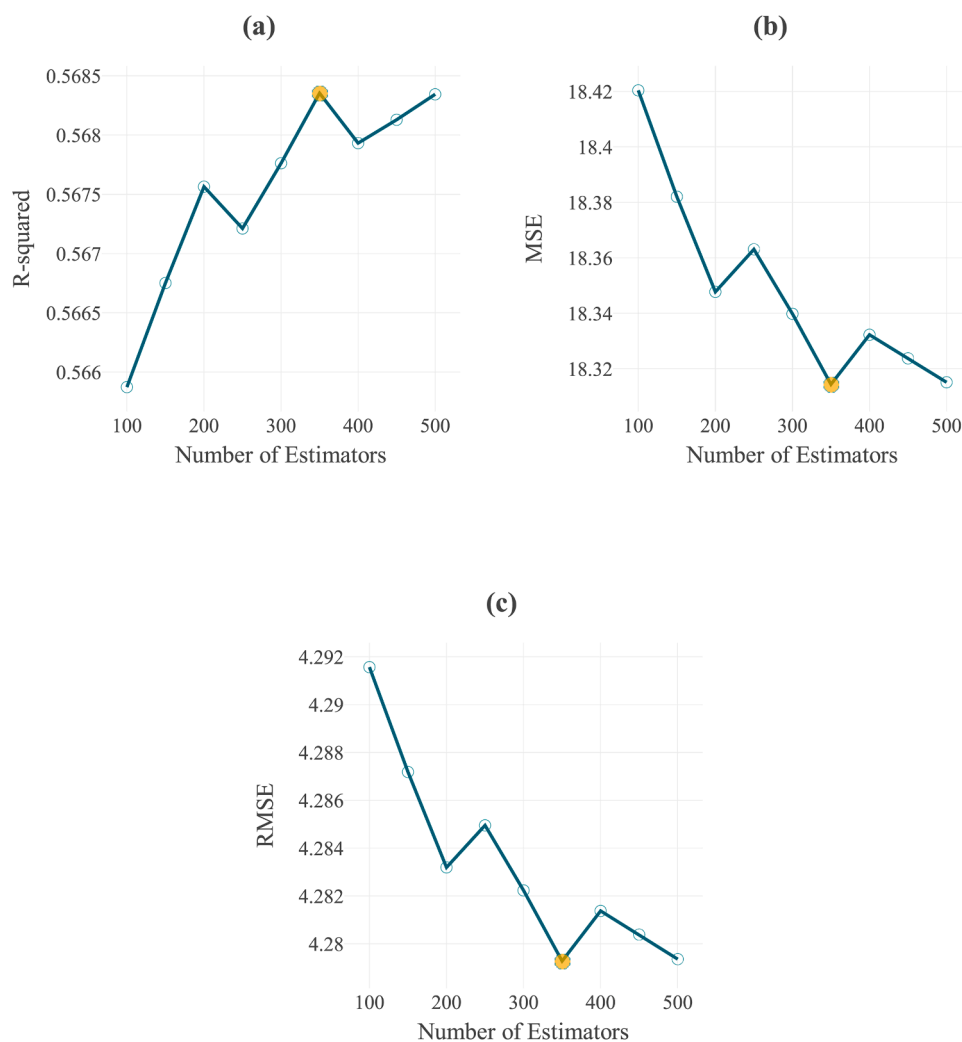 (a)
0.5685
0.568
0.5675
0.567
0.5665
0.566
R-squared
100 200 300 400 500
Number of Estimators
(b)
18.42
18.4
18.38
18.36
18.34
18.32
MSE
100 200 300 400 500
Number of Estimators
(c)
4.292
4.29
4.288
4.286
4.284
4.282
4.28
RMSE
100 200 300 400 500
Number of Estimators